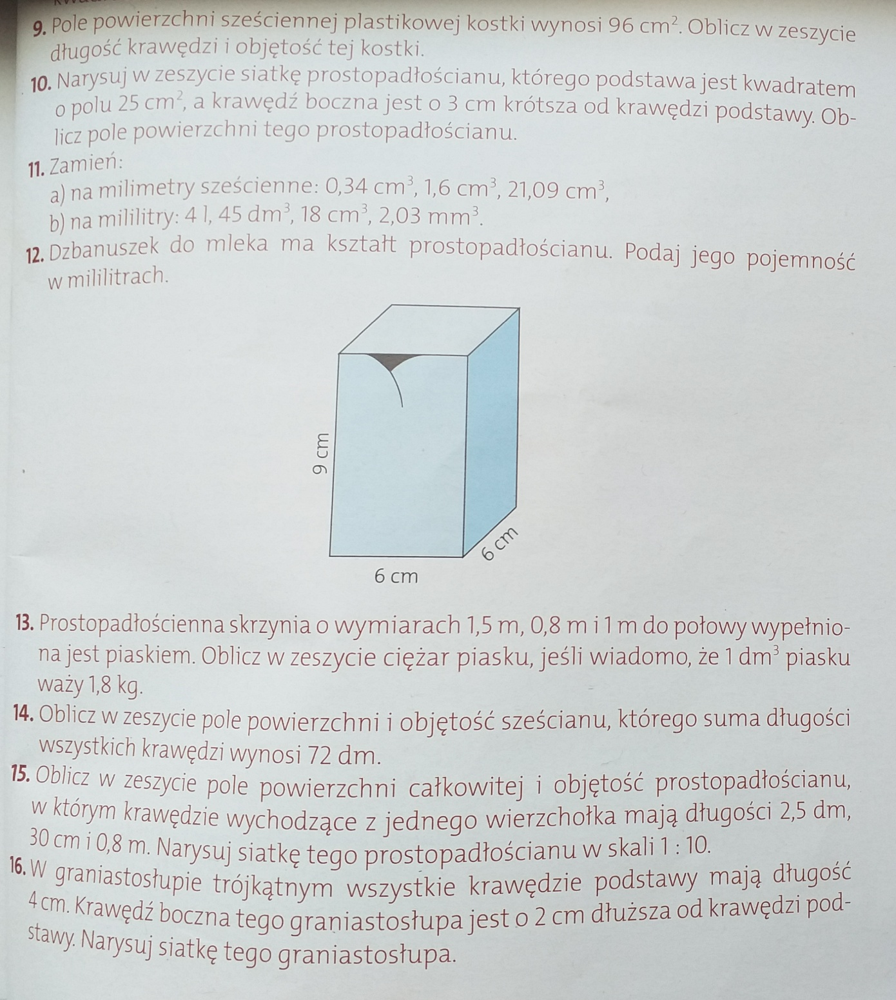 9. Pole powierzchni sześciennej plastikowej kostki wynosi 96 cm². Oblicz w zeszycie
długość krawędzi i objętość tej kostki.
10. Narysuj w zeszycie siatkę prostopadłościanu, którego podstawa jest kwadratem
o polu 25 cm², a krawędź boczna jest o 3 cm krótsza od krawędzi podstawy. Ob-
licz pole powierzchni tego prostopadłościanu.
11. Zamień:
a) na milimetry sześcienne: 0,34 cm³, 1,6 cm³, 21,09 cm³,
b) na mililitry: 4 l, 45 dm³, 18 cm³, 2,03 mm³.
12. Dzbanuszek do mleka ma kształt prostopadłościanu. Podaj jego pojemność
w mililitrach.
9 cm
6 cm
6 cm
13. Prostopadłościenna skrzynia o wymiarach 1,5 m, 0,8 m i 1 m do połowy wypełnio-
na jest piaskiem. Oblicz w zeszycie ciężar piasku, jeśli wiadomo, że 1 dm³ piasku
waży 1,8 kg.
14. Oblicz w zeszycie pole powierzchni i objętość sześcianu, którego suma długości
wszystkich krawędzi wynosi 72 dm.
15. Oblicz w zeszycie pole powierzchni całkowitej i objętość prostopadłościanu,
w którym krawędzie wychodzące z jednego wierzchołka mają długości 2,5 dm,
30 cm i 0,8 m. Narysuj siatkę tego prostopadłościanu w skali 1 : 10.
16. W graniastosłupie trójkątnym wszystkie krawędzie podstawy mają długość
4 cm. Krawędź boczna tego graniastosłupa jest o 2 cm dłuższa od krawędzi pod-
stawy. Narysuj siatkę tego graniastosłupa.